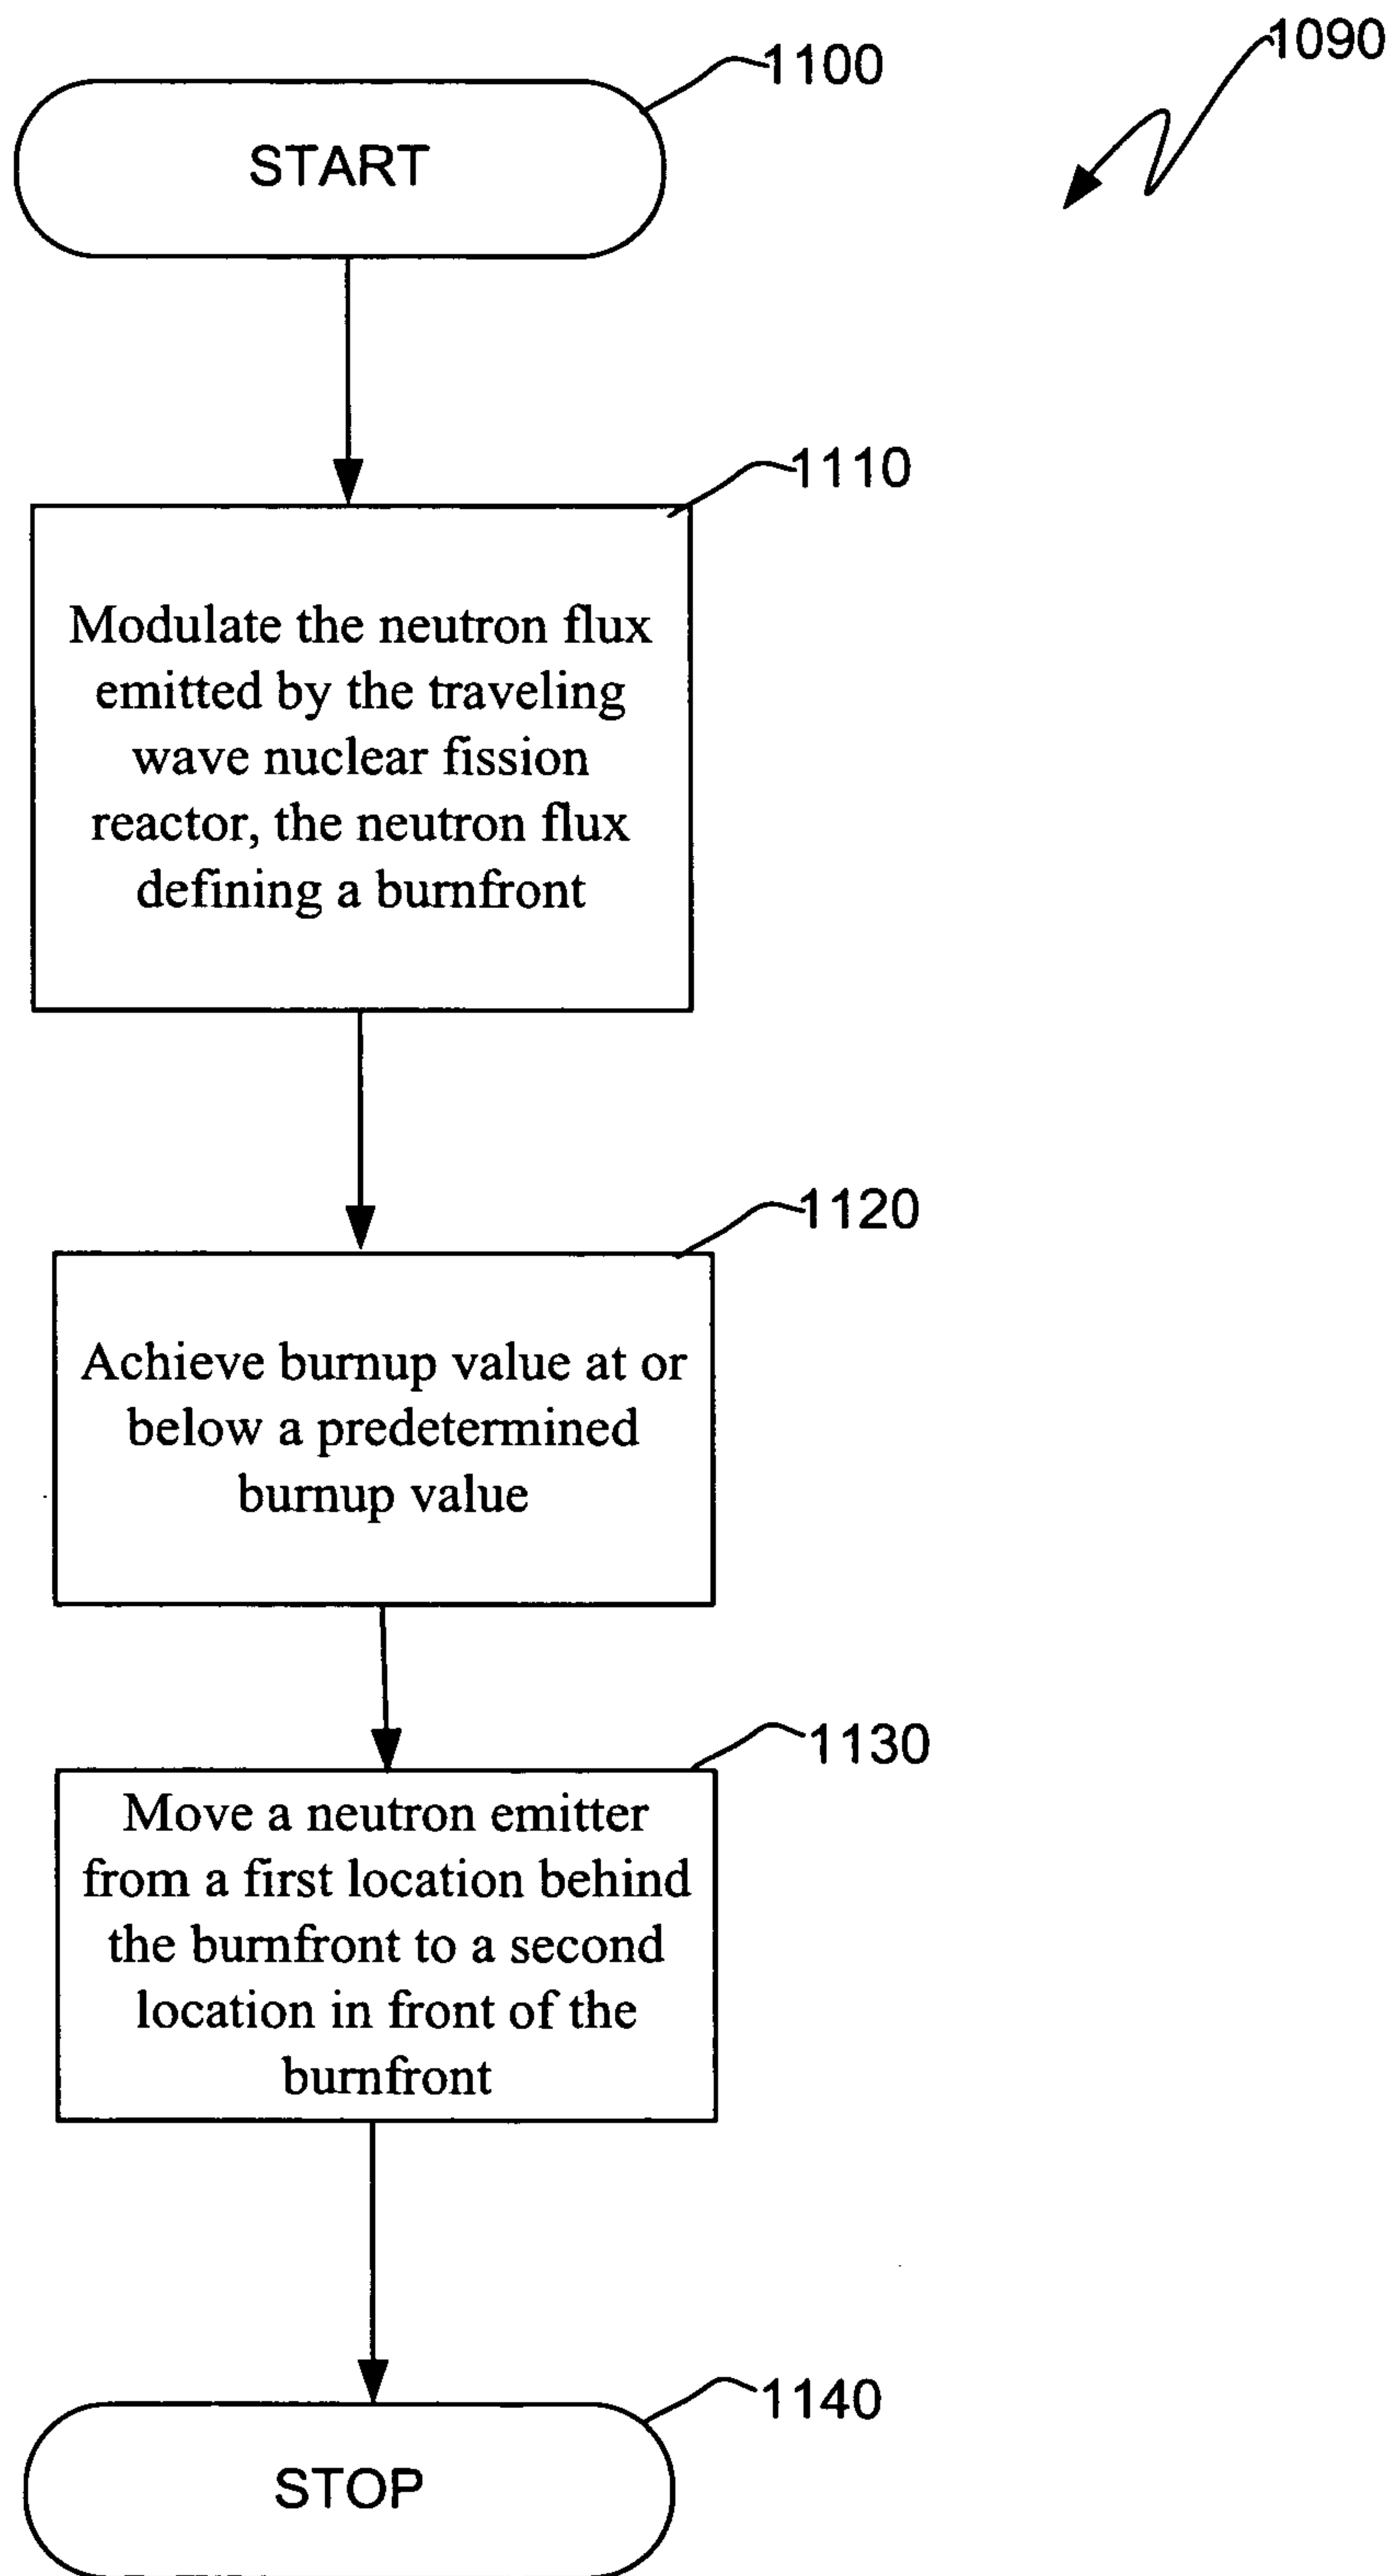 1090
1100
START
1110
Modulate the neutron flux
emitted by the traveling
wave nuclear fission
reactor, the neutron flux
defining a burnfront
1120
Achieve burnup value at or
below a predetermined
burnup value
1130
Move a neutron emitter
from a first location behind
the burnfront to a second
location in front of the
burnfront
1140
STOP